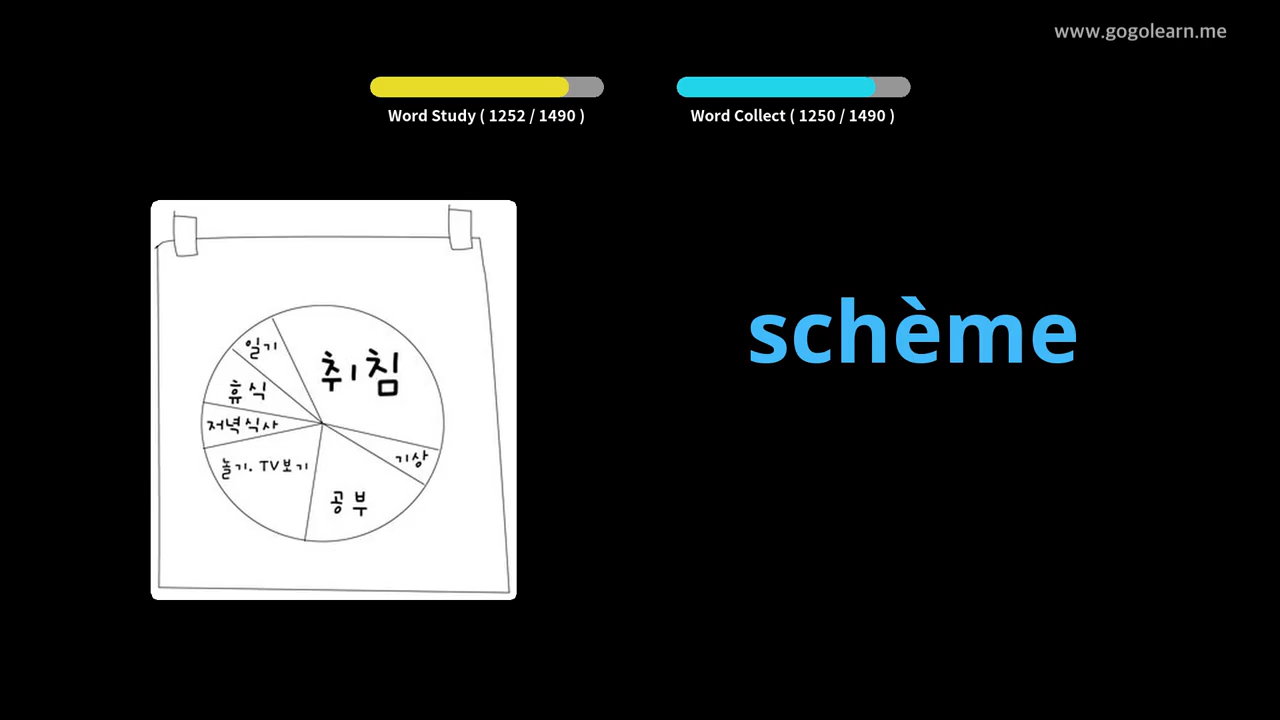 www.gogolearn.me
Word Study ( 1252 / 1490 )
Word Collect ( 1250 / 1490 )
일기
취침
휴식
저녁식사
놀기. TV보기
기상
공부
schème